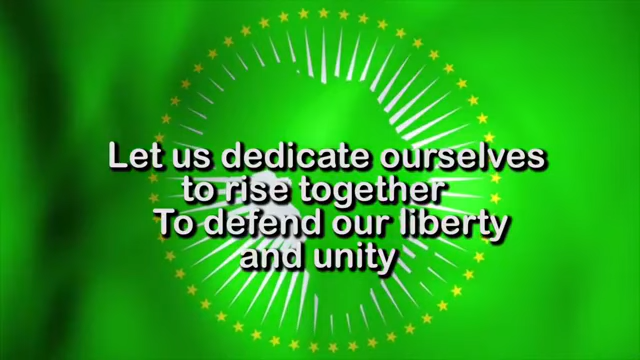 Let us dedicate ourselves
to rise together
To defend our liberty
and unity